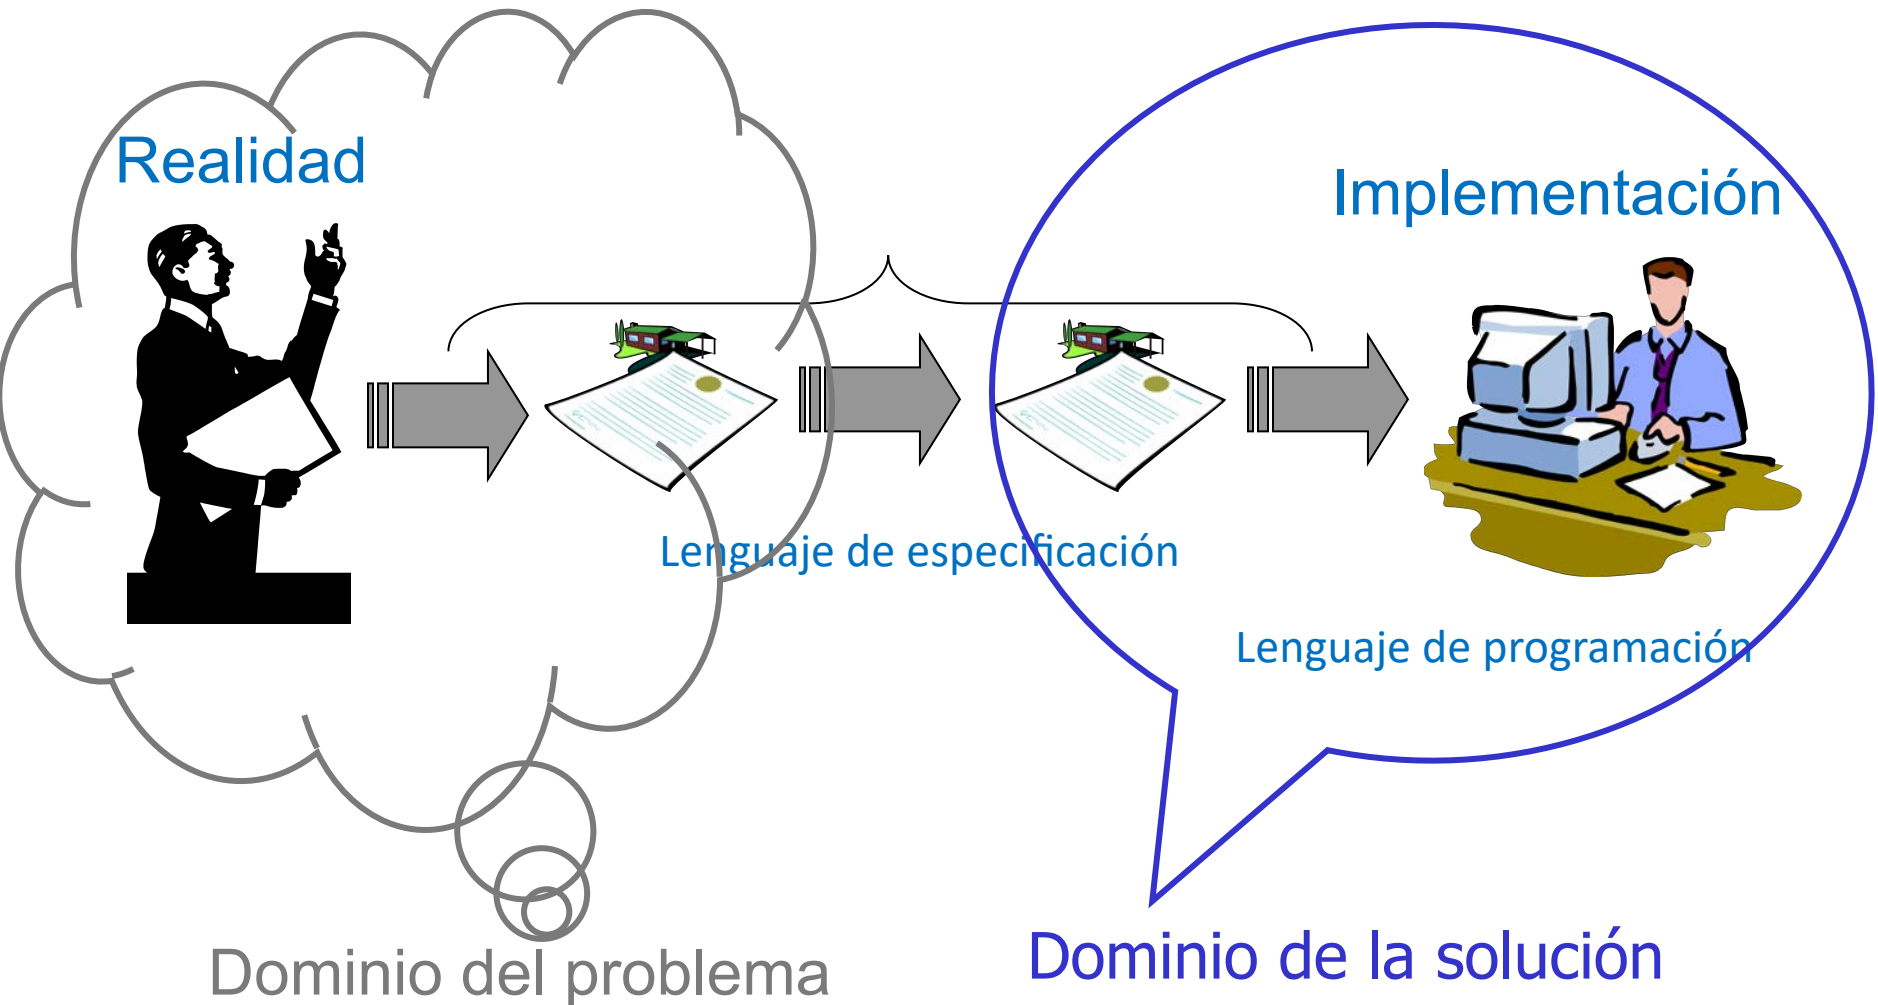 Realidad
Implementación
Lenguaje de especificación
Lenguaje de programación
Dominio de la solución
Dominio del problema